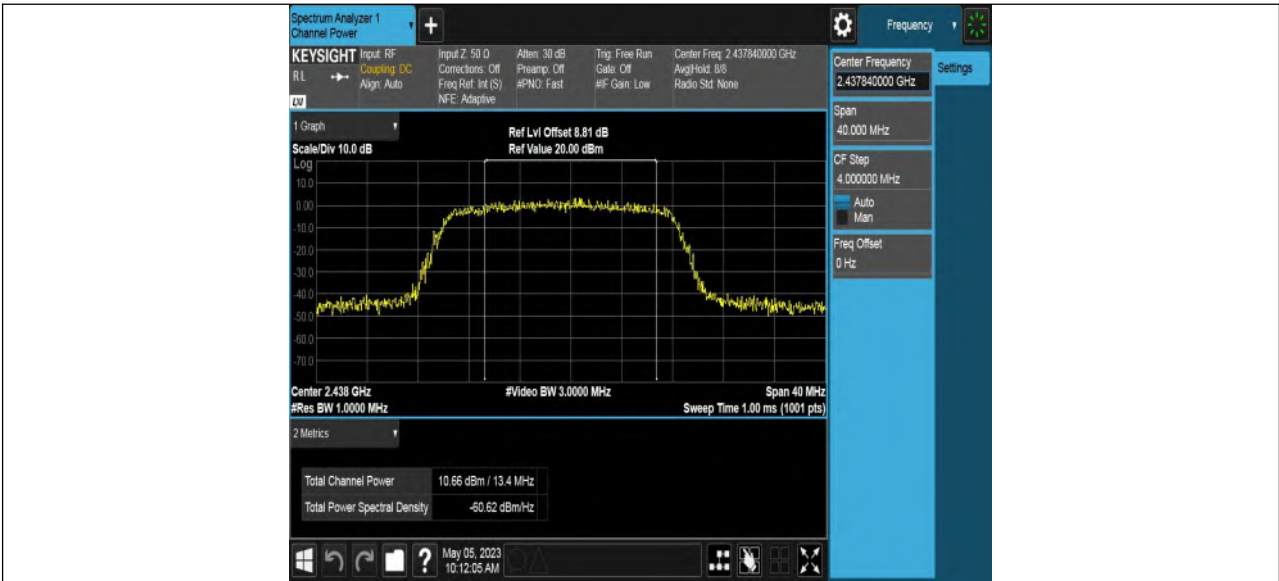 Spectrum Analyzer 1
Channel Power
+
Frequency
KEYSIGHT Input: RF Input Z: 50 Ω Atten: 30 dB Trig: Free Run Center Freq: 2.437840000 GHz
RL Coupling: DC Corrections: Off Preamp: Off Gate: Off Avg|Hold: 8/8
Align: Auto Freq Ref: Int (S) #PNO: Fast #IF Gain: Low Radio Std: None
NFE: Adaptive
LXI
Center Frequency
2.437840000 GHz
Settings
Span
40.000 MHz
CF Step
4.000000 MHz
Auto
Man
Freq Offset
0 Hz
1 Graph
Ref Lvl Offset 8.81 dB
Scale/Div 10.0 dB Ref Value 20.00 dBm
Log
10.0
0.00
-10.0
-20.0
-30.0
-40.0
-50.0
-60.0
-70.0
Center 2.438 GHz #Video BW 3.0000 MHz Span 40 MHz
#Res BW 1.0000 MHz Sweep Time 1.00 ms (1001 pts)
2 Metrics
Total Channel Power 10.66 dBm / 13.4 MHz
Total Power Spectral Density -60.62 dBm/Hz
? May 05, 2023
10:12:05 AM